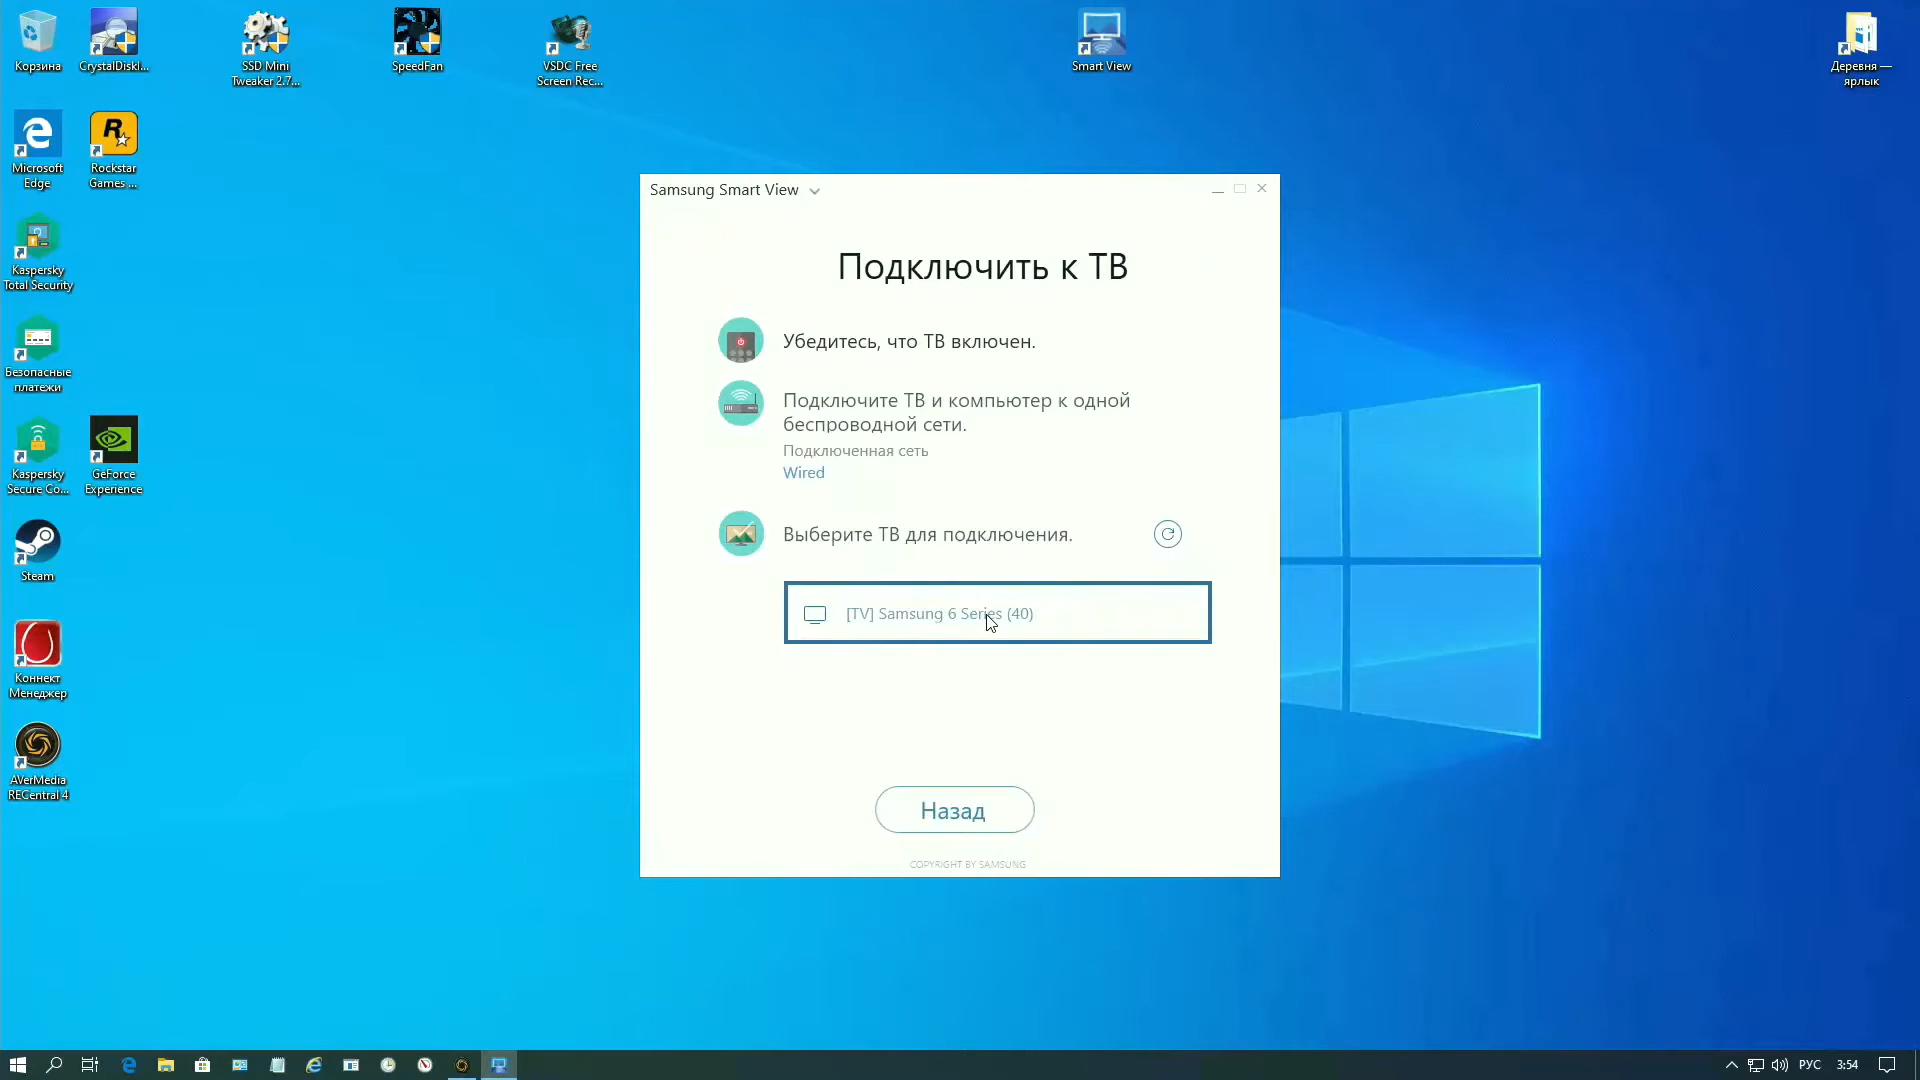 Корзина
CrystalDiskI...
SSD Mini
Tweaker 2.7...
SpeedFan
VSDC Free
Screen Rec...
Smart View
Деревня —
ярлык
Microsoft
Edge
Rockstar
Games ...
Kaspersky
Total Security
Безопасные
платежи
Kaspersky
Secure Co...
GeForce
Experience
Steam
Коннект
Менеджер
AVerMedia
RECentral 4
Samsung Smart View
Подключить к ТВ
Убедитесь, что ТВ включен.
Подключите ТВ и компьютер к одной
беспроводной сети.
Подключенная сеть
Wired
Выберите ТВ для подключения.
[TV] Samsung 6 Series (40)
Назад
COPYRIGHT BY SAMSUNG
РУС
3:54